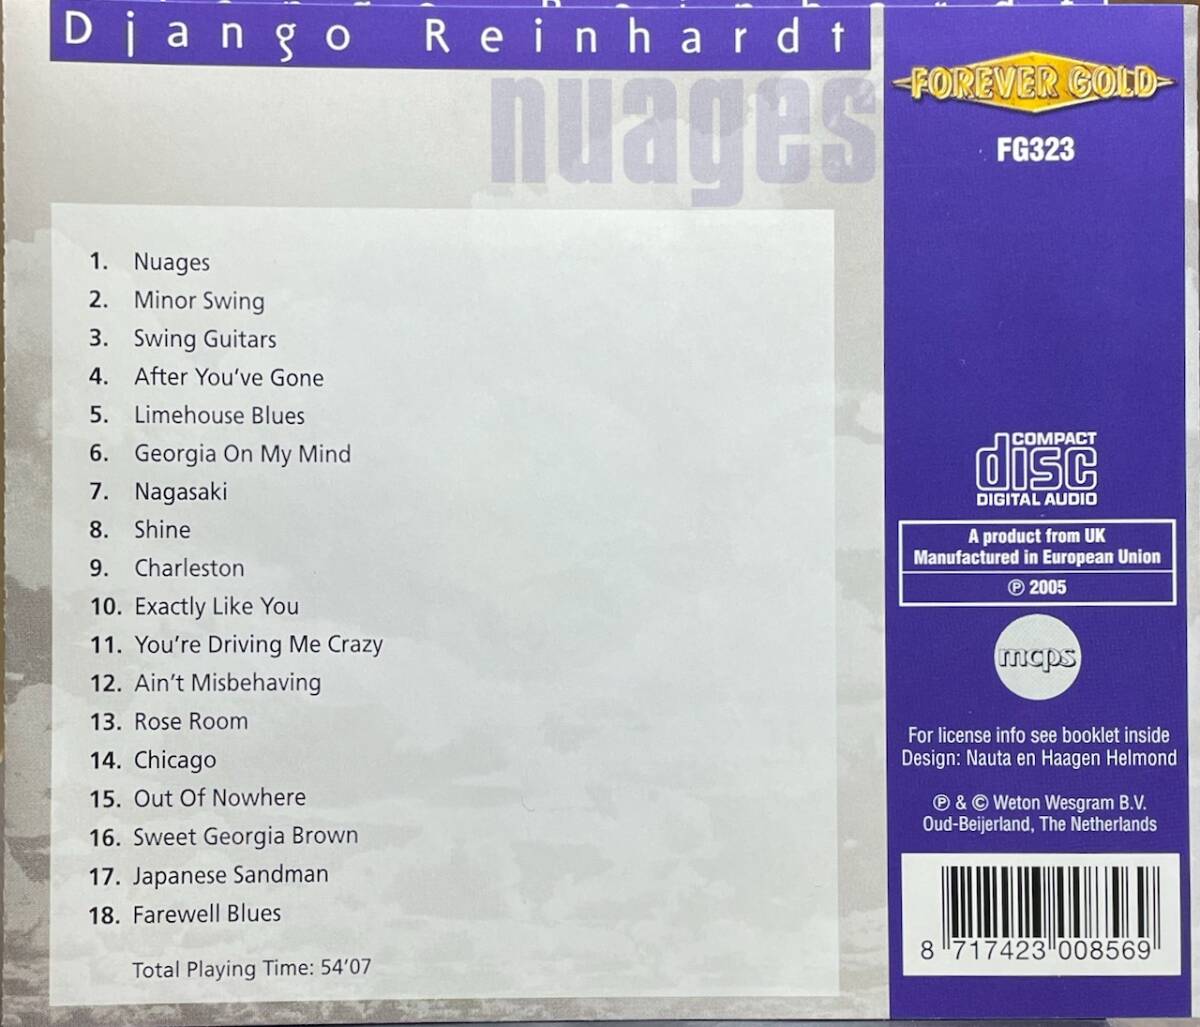 Django Reinhardt
nuages
1. Nuages
2. Minor Swing
3. Swing Guitars
4. After You've Gone
5. Limehouse Blues
6. Georgia On My Mind
7. Nagasaki
8. Shine
9. Charleston
10. Exactly Like You
11. You're Driving Me Crazy
12. Ain't Misbehaving
13. Rose Room
14. Chicago
15. Out Of Nowhere
16. Sweet Georgia Brown
17. Japanese Sandman
18. Farewell Blues
Total Playing Time: 54'07
FOREVER GOLD
FG323
COMPACT
disc
DIGITAL AUDIO
A product from UK
Manufactured in European Union
℗ 2005
mcps
For license info see booklet inside
Design: Nauta en Haagen Helmond
℗ & © Weton Wesgram B.V.
Oud-Beijerland, The Netherlands
8 717423 008569